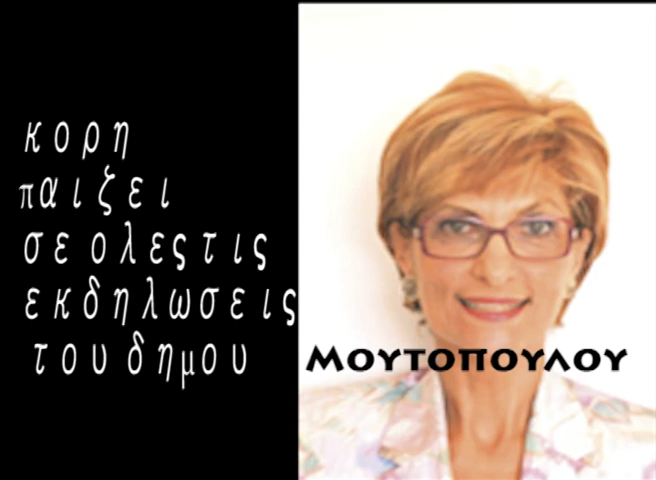 κορη
παιζει
σε ολες τις
εκδηλωσεις
του δημου
Μουτοπουλου